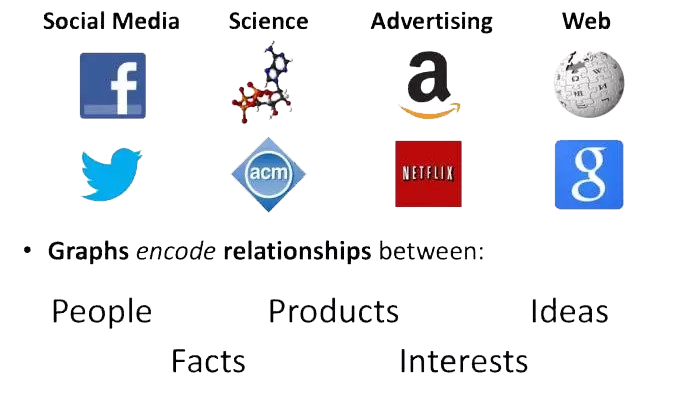 Social Media Science Advertising Web
f a
acm NETFLIX g
• Graphs encode relationships between:
People Products Ideas
Facts Interests